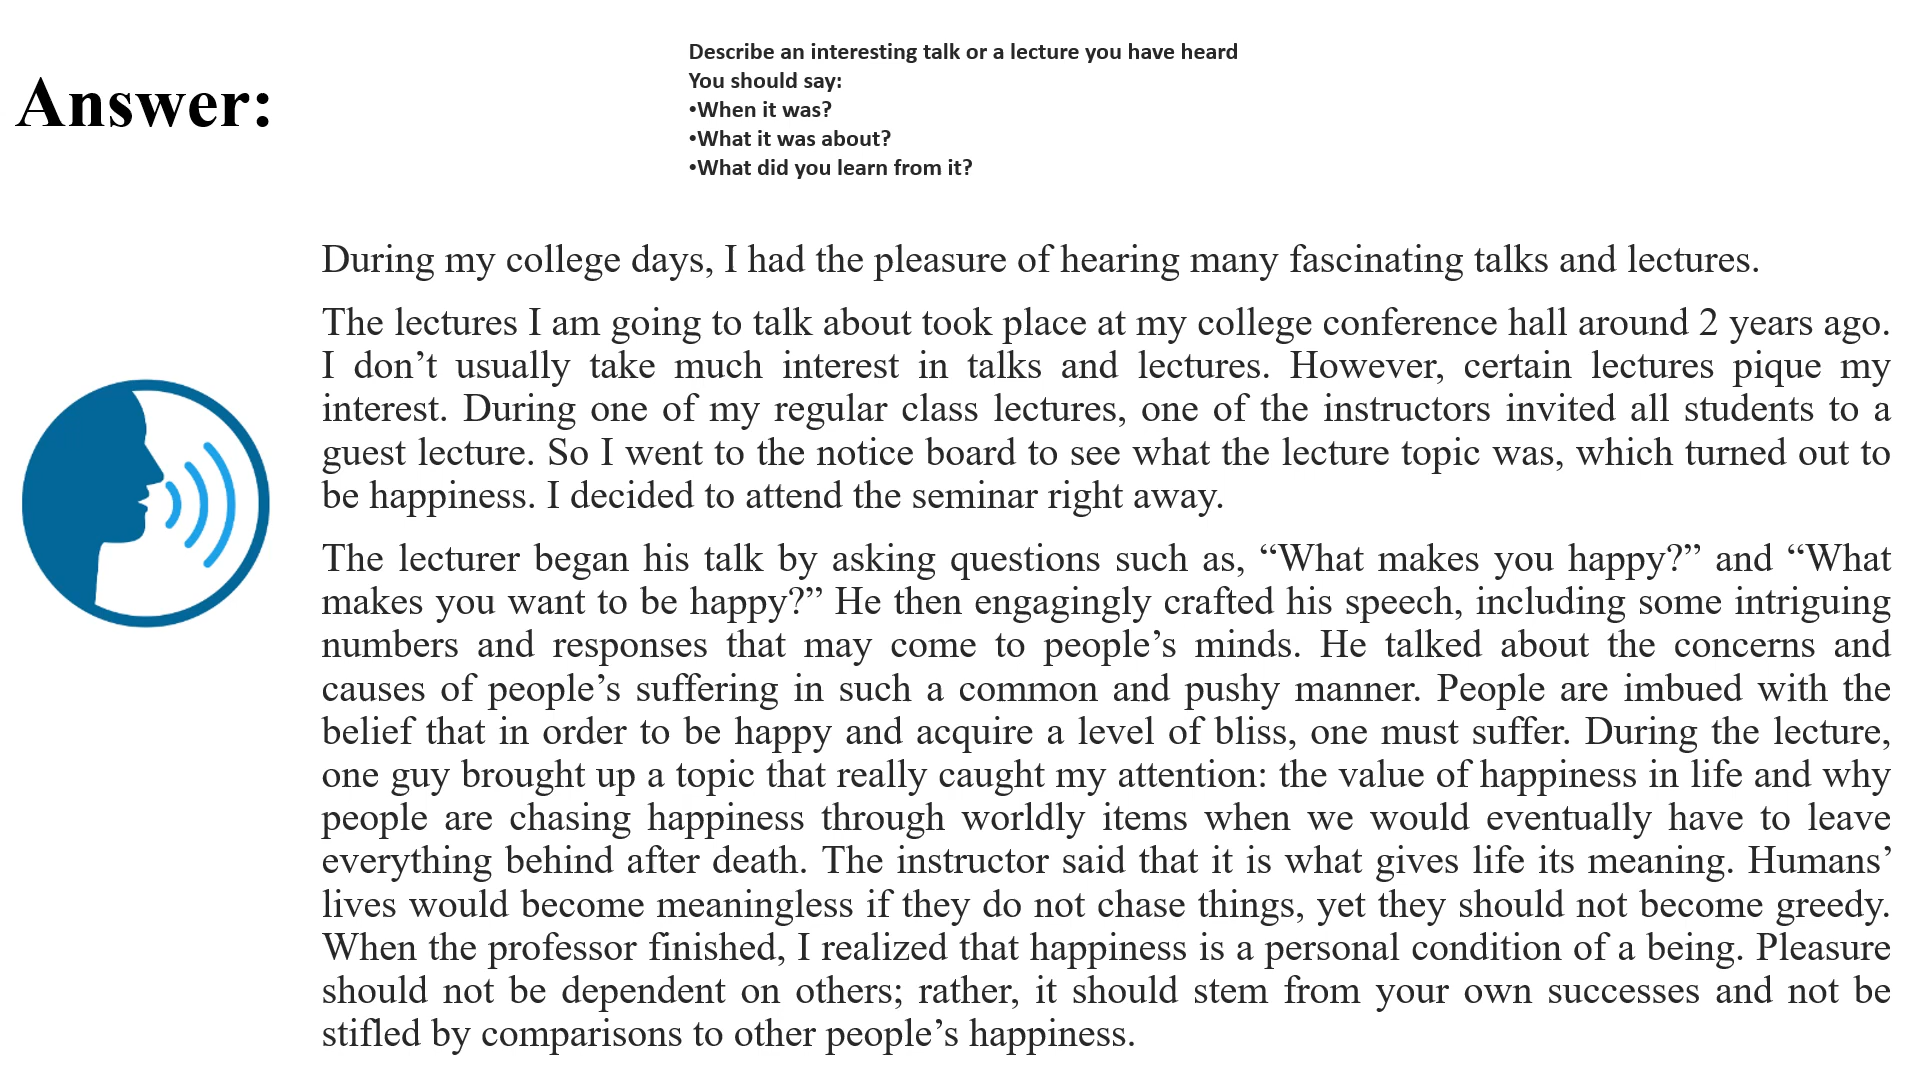 Answer:
Describe an interesting talk or a lecture you have heard
You should say:
•When it was?
•What it was about?
•What did you learn from it?
During my college days, I had the pleasure of hearing many fascinating talks and lectures.
The lectures I am going to talk about took place at my college conference hall around 2 years ago.
I don’t usually take much interest in talks and lectures. However, certain lectures pique my
interest. During one of my regular class lectures, one of the instructors invited all students to a
guest lecture. So I went to the notice board to see what the lecture topic was, which turned out to
be happiness. I decided to attend the seminar right away.
The lecturer began his talk by asking questions such as, “What makes you happy?” and “What
makes you want to be happy?” He then engagingly crafted his speech, including some intriguing
numbers and responses that may come to people’s minds. He talked about the concerns and
causes of people’s suffering in such a common and pushy manner. People are imbued with the
belief that in order to be happy and acquire a level of bliss, one must suffer. During the lecture,
one guy brought up a topic that really caught my attention: the value of happiness in life and why
people are chasing happiness through worldly items when we would eventually have to leave
everything behind after death. The instructor said that it is what gives life its meaning. Humans’
lives would become meaningless if they do not chase things, yet they should not become greedy.
When the professor finished, I realized that happiness is a personal condition of a being. Pleasure
should not be dependent on others; rather, it should stem from your own successes and not be
stifled by comparisons to other people’s happiness.